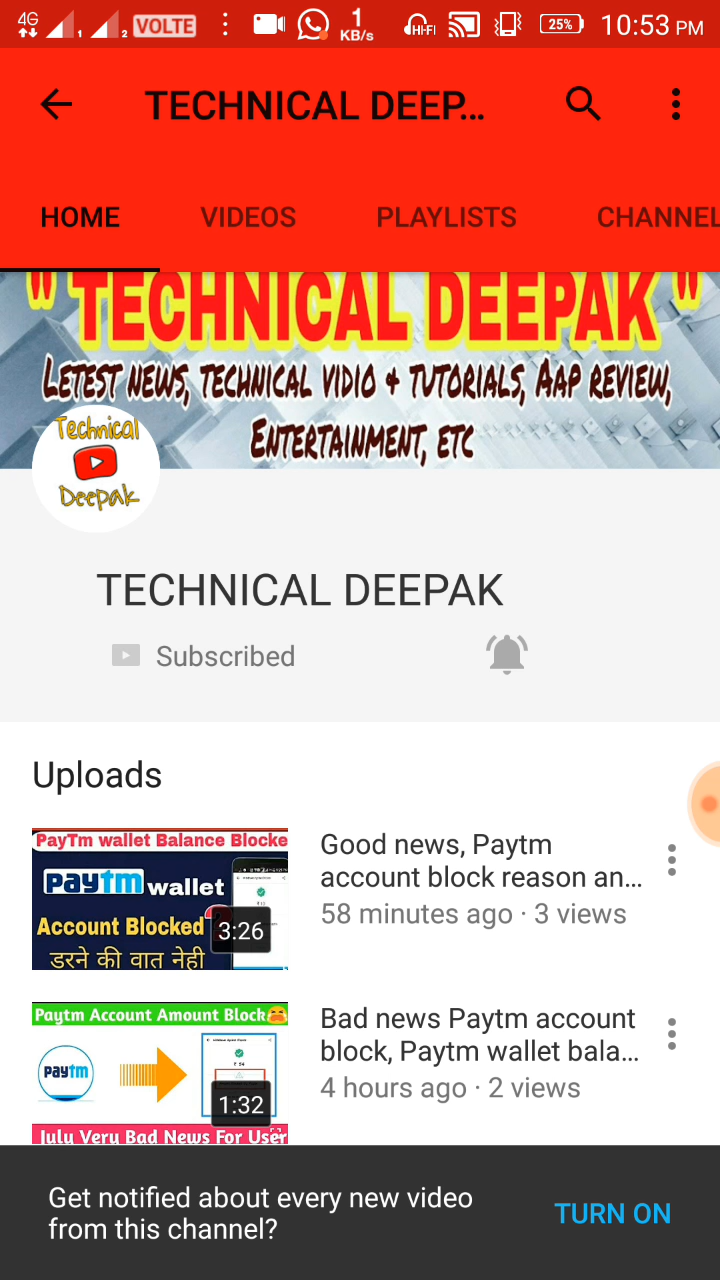 4G 1 2 VOLTE 1 KB/s HI-FI 25% 10:53 PM
TECHNICAL DEEP...
HOME VIDEOS PLAYLISTS CHANNEL
" TECHNICAL DEEPAK "
LETEST NEWS, TECHNICAL VIDIO & TUTORIALS, AAP REVIEW,
ENTERTAINMENT, ETC
Technical
Deepak
TECHNICAL DEEPAK
Subscribed
Uploads
PayTm wallet Balance Blocke
Paytm wallet
Account Blocked
3:26
डरने की वात नेही
Good news, Paytm
account block reason an...
58 minutes ago · 3 views
Paytm Account Amount Block
Paytm
1:32
July Very Bad News For User
Bad news Paytm account
block, Paytm wallet bala...
4 hours ago · 2 views
Get notified about every new video
from this channel?
TURN ON